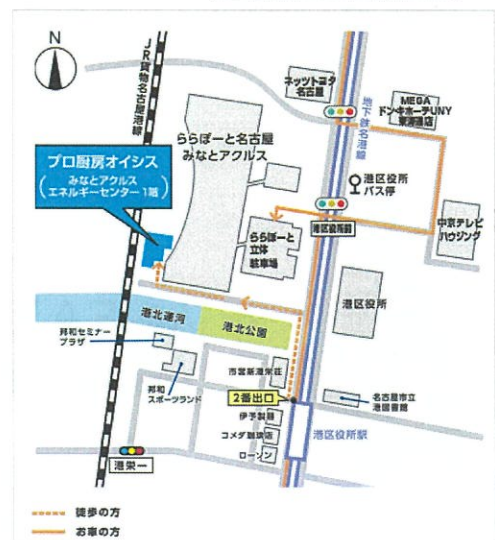 N
JR貨物名古屋港線
ネッツトヨタ
名古屋
地下鉄名港線
MEGA
ドンキホーテUNY
東海通店
ららぽーと名古屋
みなとアクルス
プロ厨房オイシス
(みなとアクルス
エネルギーセンター1階)
港区役所
バス停
港区役所前
中京テレビ
ハウジング
ららぽーと
立体
駐車場
港区役所
港北運河
港北公園
邦和セミナー
プラザ
邦和
スポーツランド
市営新港栄荘
2番出口
名古屋市立
港図書館
伊予製麺
コメダ珈琲店
ローソン
港区役所駅
港栄一
徒歩の方
お車の方